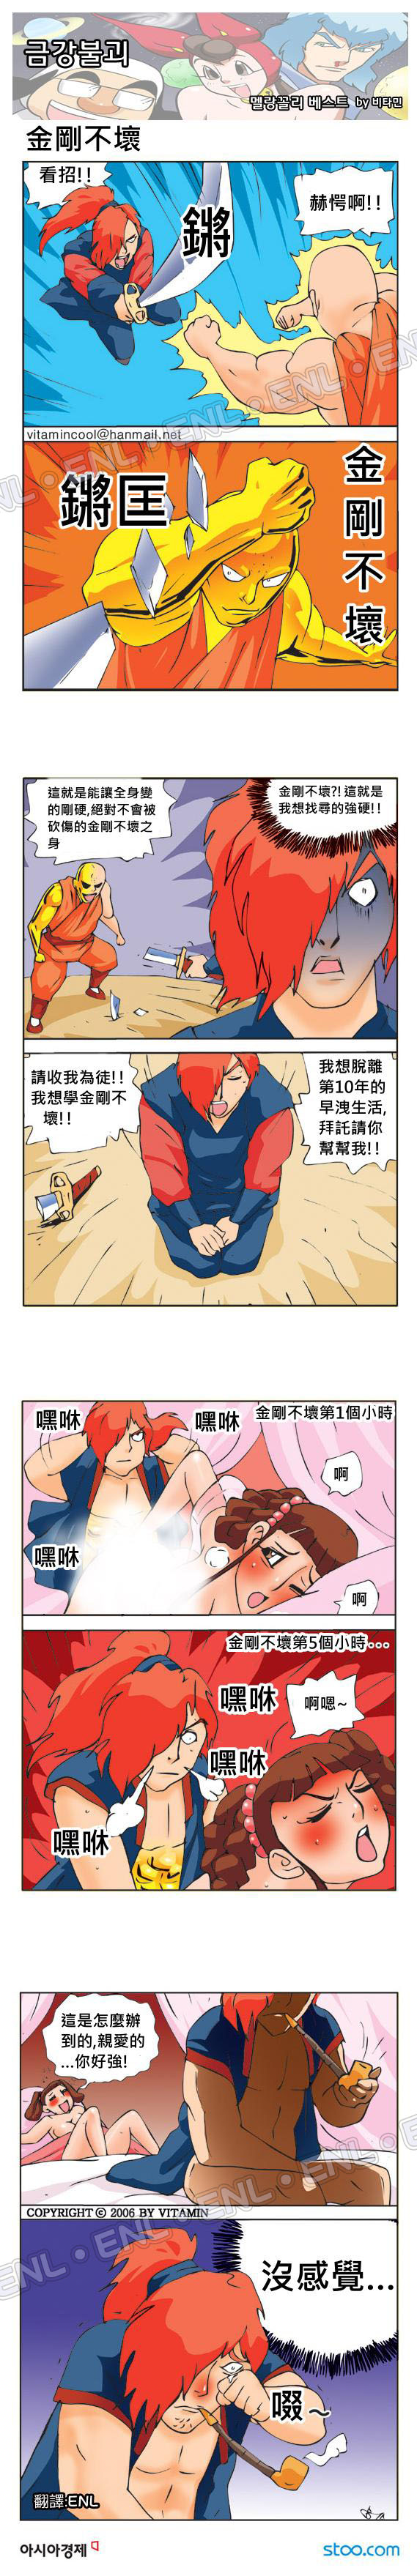 금강불괴
멜랑꼴리 베스트 by 비타민
金剛不壞
看招!!
鏘
赫愕啊!!
vitamincool@hanmail.net
ENL·ENL·ENL·ENL
鏘匡
金
剛
不
壞
這就是能讓全身變
的剛硬,絕對不會被
砍傷的金剛不壞之
身
金剛不壞?!這就是
我想找尋的強硬!!
請收我為徒!!
我想學金剛不
壞!!
我想脫離
第10年的
早洩生活,
拜託請你
幫幫我!!
金剛不壞第1個小時
嘿咻
嘿咻
啊
嘿咻
啊
金剛不壞第5個小時...
嘿咻
啊嗯~
嘿咻
嘿咻
這是怎麼辦
到的,親愛的
...你好強!
COPYRIGHT © 2006 BY VITAMIN
ENL·ENL·ENL·ENL
沒感覺...
啜~
翻譯:ENL
아시아경제
stoo.com